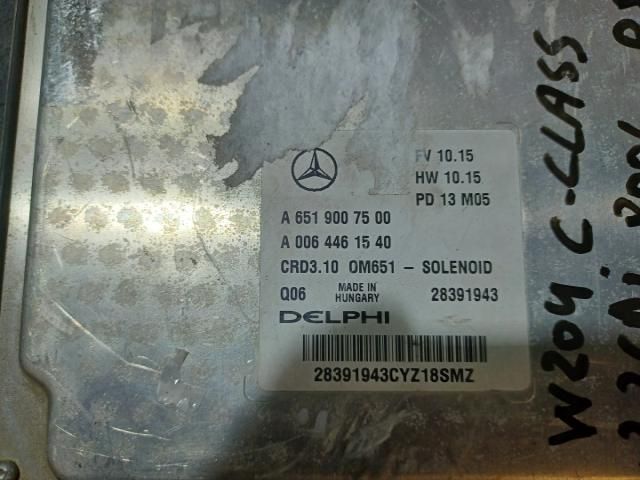 FV 10.15
HW 10.15
PD 13 M05
A 651 900 75 00
A 006 446 15 40
CRD3.10 OM651 - SOLENOID
Q06 MADE IN HUNGARY 28391943
DELPHI
28391943CYZ18SMZ
W204 C-CLASS